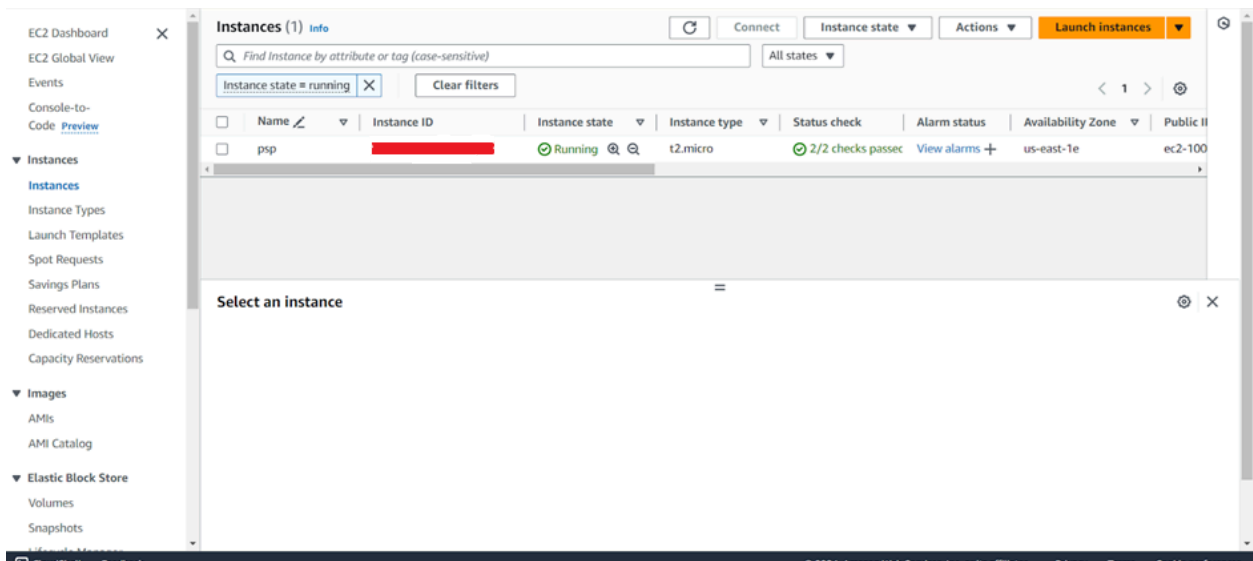 EC2 Dashboard
EC2 Global View
Events
Console-to-
Code Preview
Instances
Instances
Instance Types
Launch Templates
Spot Requests
Savings Plans
Reserved Instances
Dedicated Hosts
Capacity Reservations
Images
AMIs
AMI Catalog
Elastic Block Store
Volumes
Snapshots
Instances (1) Info
Connect Instance state Actions Launch instances
Find Instance by attribute or tag (case-sensitive) All states
Instance state = running Clear filters
1
Name Instance ID Instance state Instance type Status check Alarm status Availability Zone Public
psp Running t2.micro 2/2 checks passec View alarms us-east-1e ec2-100
Select an instance